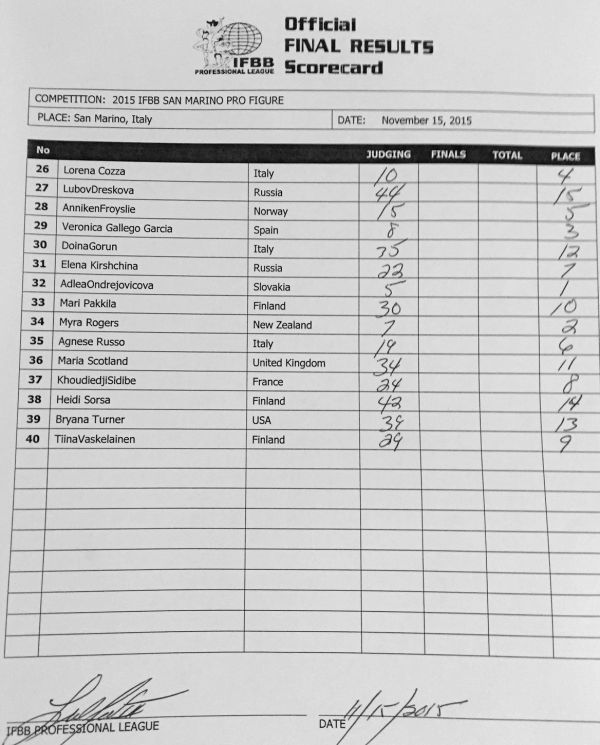 Official
FINAL RESULTS
Scorecard
IFBB
PROFESSIONAL LEAGUE
COMPETITION: 2015 IFBB SAN MARINO PRO FIGURE
PLACE: San Marino, Italy DATE: November 15, 2015
No JUDGING FINALS TOTAL PLACE
26 Lorena Cozza Italy 10 4
27 LubovDreskova Russia 44 15
28 AnnikenFroyslie Norway 15 5
29 Veronica Gallego Garcia Spain 8 3
30 DoinaGorun Italy 35 12
31 Elena Kirshchina Russia 22 7
32 AdleaOndrejovicova Slovakia 5 1
33 Mari Pakkila Finland 30 10
34 Myra Rogers New Zealand 7 2
35 Agnese Russo Italy 19 6
36 Maria Scotland United Kingdom 34 11
37 KhoudiedjiSidibe France 24 8
38 Heidi Sorsa Finland 42 14
39 Bryana Turner USA 39 13
40 TiinaVaskelainen Finland 29 9
11/15/2015
IFBB PROFESSIONAL LEAGUE DATE